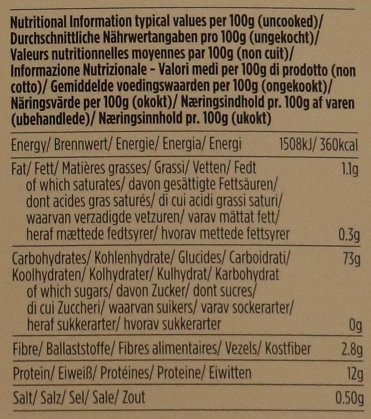 Nutritional Information typical values per 100g (uncooked)/
Durchschnittliche Nährwertangaben pro 100g (ungekocht)/
Valeurs nutritionnelles moyennes par 100g (non cuit)/
Informazione Nutrizionale - Valori medi per 100g di prodotto (non
cotto)/ Gemiddelde voedingswaarden per 100g (ongekookt)/
Näringsvärde per 100g (okokt)/ Næringsindhold pr. 100g af varen
(ubehandlede)/ Næringsinnhold pr. 100g (ukokt)
Energy/ Brennwert/ Energie/ Energia/ Energi 1508kJ/ 360kcal
Fat/ Fett/ Matières grasses/ Grassi/ Vetten/ Fedt 1.1g
of which saturates/ davon gesättigte Fettsäuren/
dont acides gras saturés/ di cui acidi grassi saturi/
waarvan verzadigde vetzuren/ varav mättat fett/
heraf mættede fedtsyrer/ hvorav mettede fettsyrer 0.3g
Carbohydrates/ Kohlenhydrate/ Glucides/ Carboidrati/ 73g
Koolhydraten/ Kolhydrater/ Kulhydrat/ Karbohydrat
of which sugars/ davon Zucker/ dont sucres/
di cui Zuccheri/ waarvan suikers/ varav sockerarter/
heraf sukkerarter/ hvorav sukkerarter 0g
Fibre/ Ballaststoffe/ Fibres alimentaires/ Vezels/ Kostfiber 2.8g
Protein/ Eiweiß/ Protéines/ Proteine/ Eiwitten 12g
Salt/ Salz/ Sel/ Sale/ Zout 0.50g